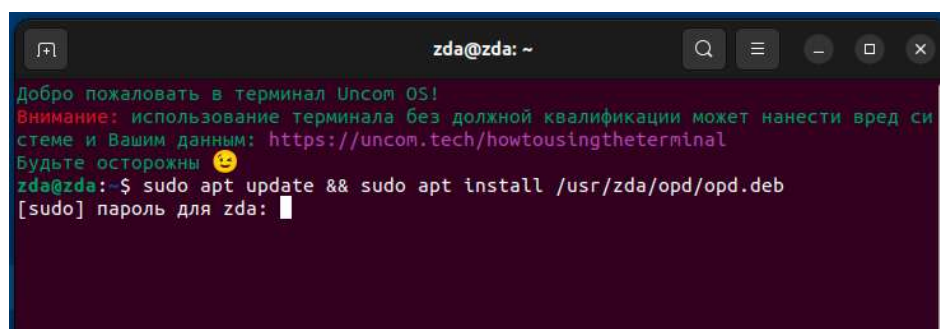 zda@zda: ~
Добро пожаловать в терминал Uncom OS!
Внимание: использование терминала без должной квалификации может нанести вред си
стеме и Вашим данным: https://uncom.tech/howtousingtheterminal
Будьте осторожны 😉
zda@zda:~$ sudo apt update && sudo apt install /usr/zda/opd/opd.deb
[sudo] пароль для zda: